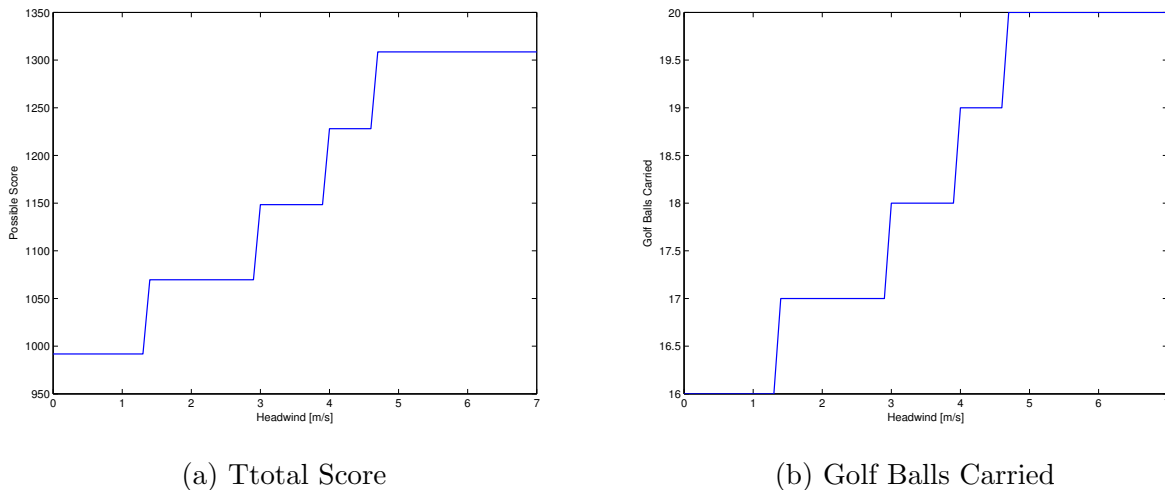 1350
1300
1250
1200
1150
1100
1050
1000
950
Possible Score
0 1 2 3 4 5 6 7
Headwind [m/s]
(a) Ttotal Score
20
19.5
19
18.5
18
17.5
17
16.5
16
Golf Balls Carried
0 1 2 3 4 5 6 7
Headwind [m/s]
(b) Golf Balls Carried